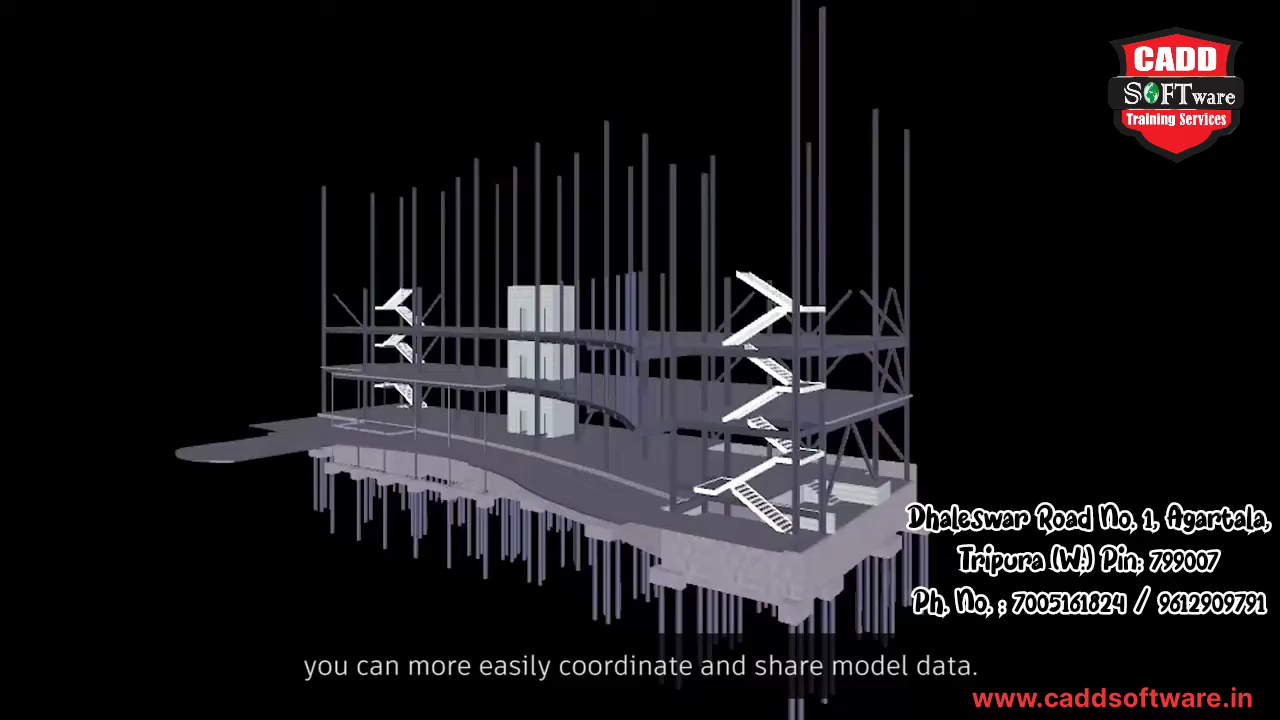 CADD
SOFTware
Training Services
Dhaleswar Road No. 1, Agartala,
Tripura (W.) Pin: 799007
Ph. No. : 7005161824 / 9612909791
you can more easily coordinate and share model data.
www.caddsoftware.in